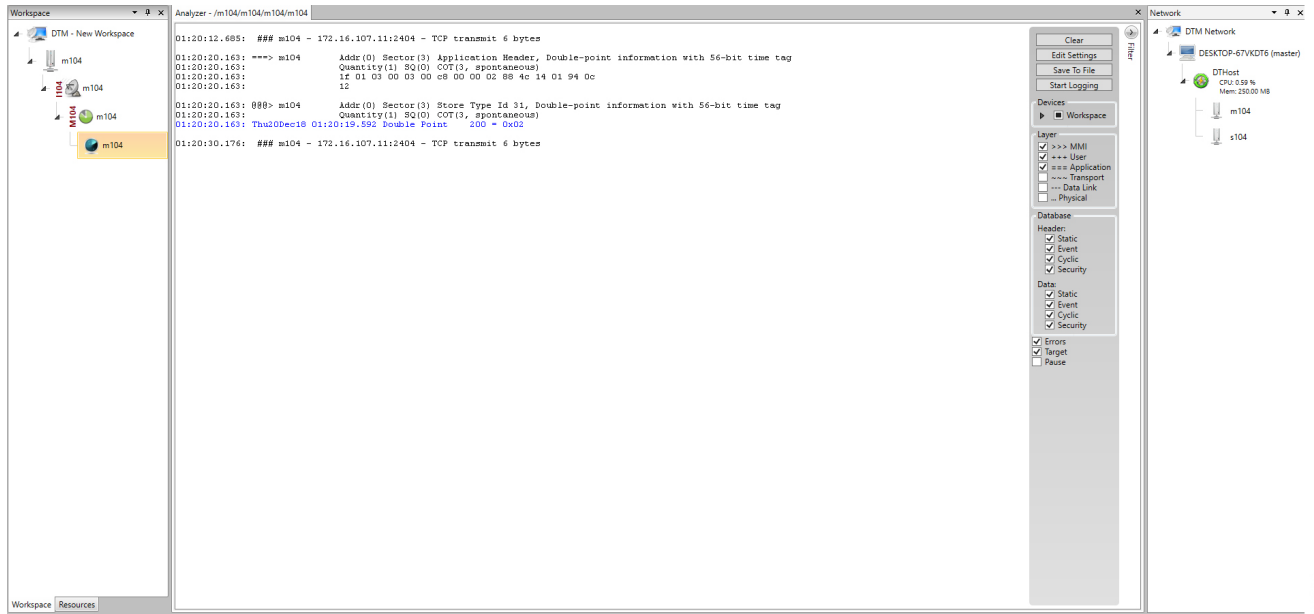 Workspace
DTM - New Workspace
m104
I104 m104
M104 m104
m104
Workspace Resources
Analyzer - /m104/m104/m104/m104
01:20:12.685: ### m104 - 172.16.107.11:2404 - TCP transmit 6 bytes
01:20:20.163: ===> m104 Addr(0) Sector(3) Application Header, Double-point information with 56-bit time tag
01:20:20.163: Quantity(1) SQ(0) COT(3, spontaneous)
01:20:20.163: 1f 01 03 00 03 00 c8 00 00 02 88 4c 14 01 94 0c
01:20:20.163: 12
01:20:20.163: @@@> m104 Addr(0) Sector(3) Store Type Id 31, Double-point information with 56-bit time tag
01:20:20.163: Quantity(1) SQ(0) COT(3, spontaneous)
01:20:20.163: Thu20Dec18 01:20:19.592 Double Point 200 = 0x02
01:20:30.176: ### m104 - 172.16.107.11:2404 - TCP transmit 6 bytes
Filter
Clear
Edit Settings
Save To File
Start Logging
Devices
Workspace
Layer
>>> MMI
+++ User
=== Application
~~~ Transport
--- Data Link
... Physical
Database
Header:
Static
Event
Cyclic
Security
Data:
Static
Event
Cyclic
Security
Errors
Target
Pause
Network
DTM Network
DESKTOP-67VKDT6 (master)
DTHost
CPU: 0.59 %
Mem: 250.00 MB
m104
s104